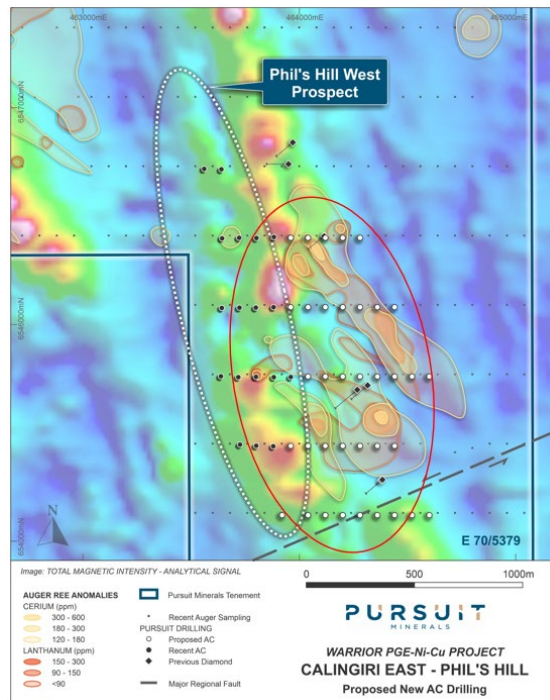 463000mE
464000mE
465000mE
Phil's Hill West
Prospect
6546000mN
E 70/5379
Image: TOTAL MAGNETIC INTENSITY - ANALYTICAL SIGNAL
0 500 1000m
AUGER REE ANOMALIES
CERIUM (ppm)
300 - 600
180 - 300
120 - 180
LANTHANUM (ppm)
150 - 300
90 - 150
<90
Pursuit Minerals Tenement
Recent Auger Sampling
PURSUIT DRILLING
Proposed AC
Recent AC
Previous Diamond
Major Regional Fault
N
PURSUIT
MINERALS
WARRIOR PGE-Ni-Cu PROJECT
CALINGIRI EAST - PHIL'S HILL
Proposed New AC Drilling